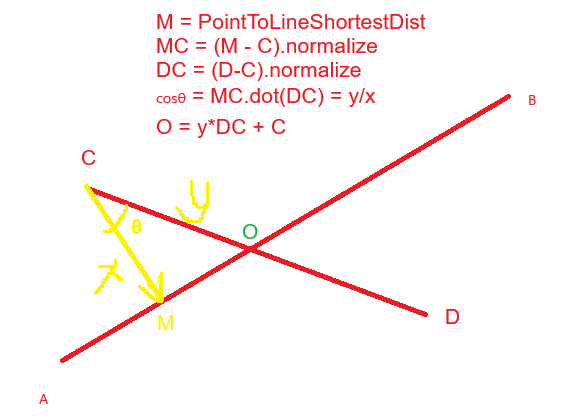 M = PointToLineShortestDist
MC = (M - C).normalize
DC = (D-C).normalize
cosθ = MC.dot(DC) = y/x
O = y*DC + C
B
C
y
θ
O
x
D
M
A